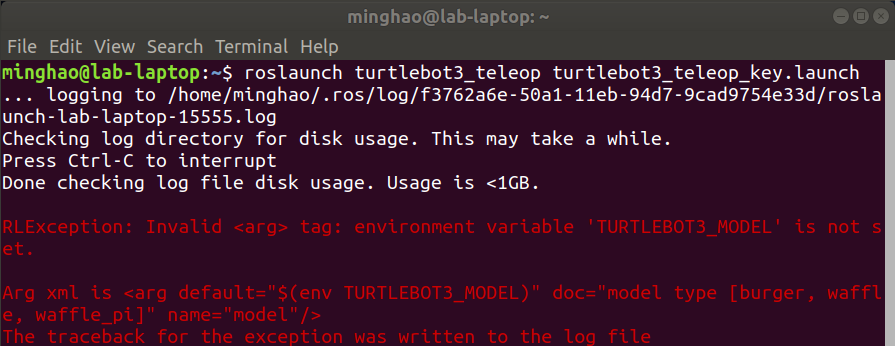 minghao@lab-laptop: ~
File Edit View Search Terminal Help
minghao@lab-laptop:~$ roslaunch turtlebot3_teleop turtlebot3_teleop_key.launch
... logging to /home/minghao/.ros/log/f3762a6e-50a1-11eb-94d7-9cad9754e33d/rosla
unch-lab-laptop-15555.log
Checking log directory for disk usage. This may take a while.
Press Ctrl-C to interrupt
Done checking log file disk usage. Usage is <1GB.
RLException: Invalid <arg> tag: environment variable 'TURTLEBOT3_MODEL' is not s
et.
Arg xml is <arg default="$(env TURTLEBOT3_MODEL)" doc="model type [burger, waffl
e, waffle_pi]" name="model"/>
The traceback for the exception was written to the log file